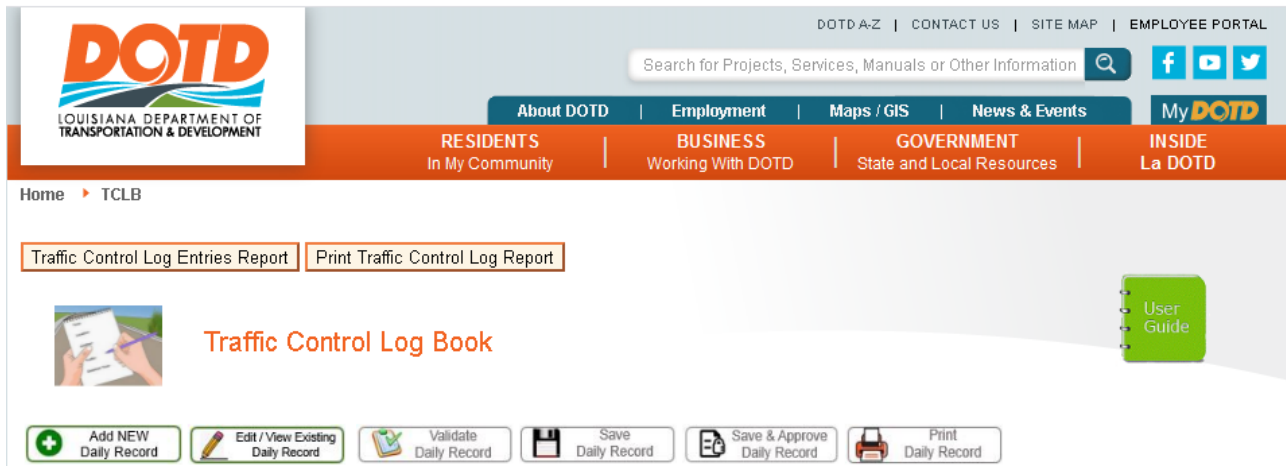 DOTD A-Z | CONTACT US | SITE MAP | EMPLOYEE PORTAL
DOTD
LOUISIANA DEPARTMENT OF
TRANSPORTATION & DEVELOPMENT
Search for Projects, Services, Manuals or Other Information
f
About DOTD | Employment | Maps / GIS | News & Events
My DOTD
RESIDENTS
In My Community
BUSINESS
Working With DOTD
GOVERNMENT
State and Local Resources
INSIDE
La DOTD
Home TCLB
Traffic Control Log Entries Report
Print Traffic Control Log Report
Traffic Control Log Book
User
Guide
Add NEW
Daily Record
Edit / View Existing
Daily Record
Validate
Daily Record
Save
Daily Record
Save & Approve
Daily Record
Print
Daily Record